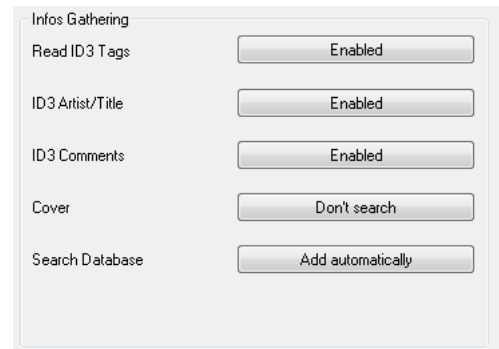 Infos Gathering
Read ID3 Tags Enabled
ID3 Artist/Title Enabled
ID3 Comments Enabled
Cover Don't search
Search Database Add automatically